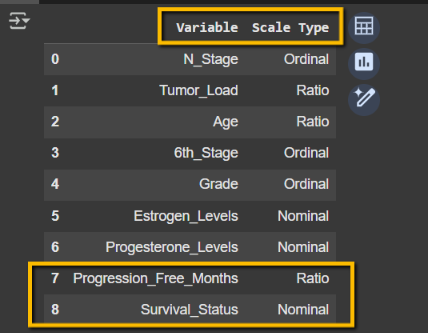 Variable Scale Type
0 N_Stage Ordinal
1 Tumor_Load Ratio
2 Age Ratio
3 6th_Stage Ordinal
4 Grade Ordinal
5 Estrogen_Levels Nominal
6 Progesterone_Levels Nominal
7 Progression_Free_Months Ratio
8 Survival_Status Nominal